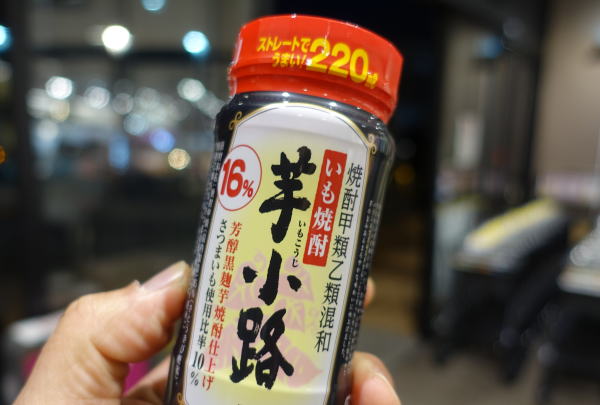 ストレートで
うまい！
220ml
焼酎甲類乙類混和
いも焼酎
芋小路
いもこうじ
16%
芳醇黒麹芋焼酎仕上げ
さつまいも使用比率10%